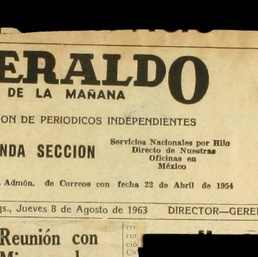 ERALDO
DE LA MAÑANA
ON DE PERIODICOS INDEPENDIENTES
NDA SECCION
Servicios Nacionales por Hilo
Directo de Nuestras
Oficinas en
México
Admón. de Correos con fecha 22 de Abril de 1954
gs., Jueves 8 de Agosto de 1963 DIRECTOR—GERE
Reunión con